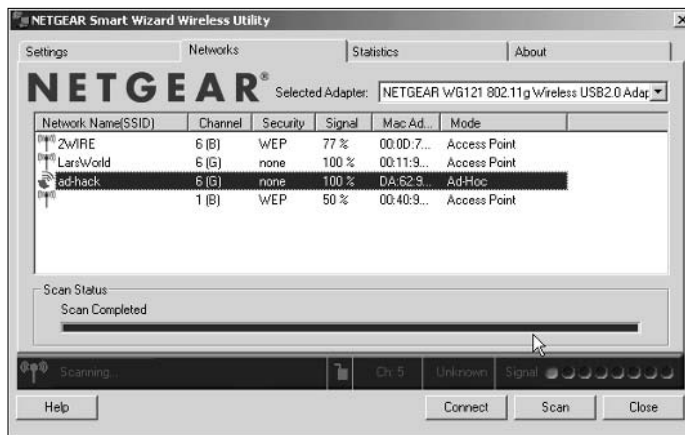 NETGEAR Smart Wizard Wireless Utility
Settings Networks Statistics About
NETGEAR® Selected Adapter: NETGEAR WG121 802.11g Wireless USB2.0 Adap
Network Name(SSID) Channel Security Signal Mac Ad... Mode
2WIRE 6 (B) WEP 77 % 00:0D:7... Access Point
LarsWorld 6 (G) none 100 % 00:11:9... Access Point
ad-hack 6 (G) none 100 % DA:62:9... Ad-Hoc
1 (B) WEP 50 % 00:40:9... Access Point
Scan Status
Scan Completed
Scanning... Ch: 5 Unknown Signal
Help Connect Scan Close